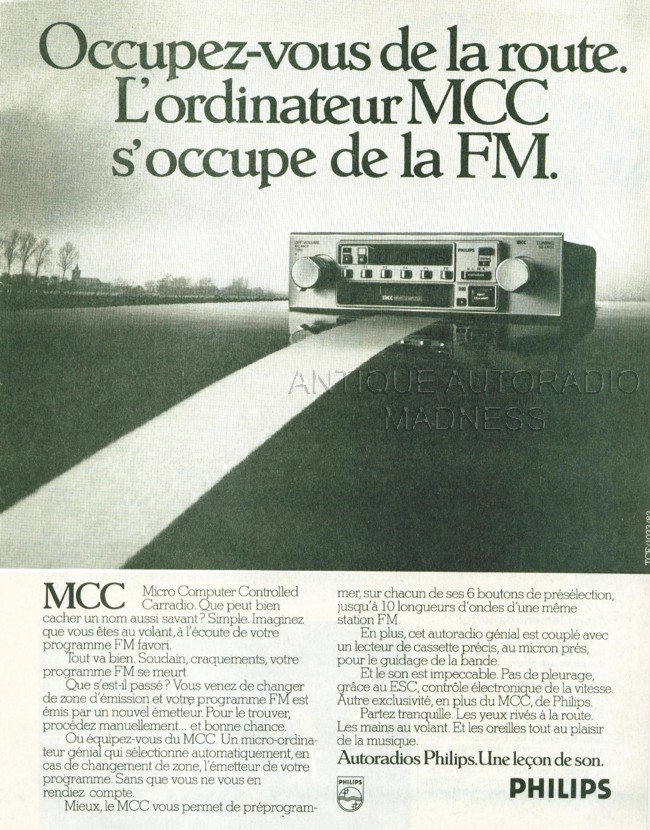 Occupez-vous de la route.
L'ordinateur MCC
s'occupe de la FM.
OFF VOLUME
PHILIPS
MCC
TUNING
SEARCH
MCC
ANTIQUE AUTORADIO
MADNESS
MCC Micro Computer Controlled
Carradio. Que peut bien
cacher un nom aussi savant? Simple. Imaginez
que vous êtes au volant, à l'écoute de votre
programme FM favori.
Tout va bien. Soudain, craquements, votre
programme FM se meurt.
Que s'est-il passé? Vous venez de changer
de zone d'émission et votre programme FM est
émis par un nouvel émetteur. Pour le trouver,
procédez manuellement... et bonne chance.
Ou équipez-vous du MCC. Un micro-ordina-
teur génial qui sélectionne automatiquement, en
cas de changement de zone, l'émetteur de votre
programme. Sans que vous ne vous en
rendiez compte.
Mieux, le MCC vous permet de préprogram-
mer, sur chacun de ses 6 boutons de présélection,
jusqu'à 10 longueurs d'ondes d'une même
station FM.
En plus, cet autoradio génial est couplé avec
un lecteur de cassette précis, au micron près,
pour le guidage de la bande.
Et le son est impeccable. Pas de pleurage,
grâce au ESC, contrôle électronique de la vitesse.
Autre exclusivité, en plus du MCC, de Philips.
Partez tranquille. Les yeux rivés à la route.
Les mains au volant. Et les oreilles tout au plaisir
de la musique.
Autoradios Philips. Une leçon de son.
PHILIPS
PHILIPS